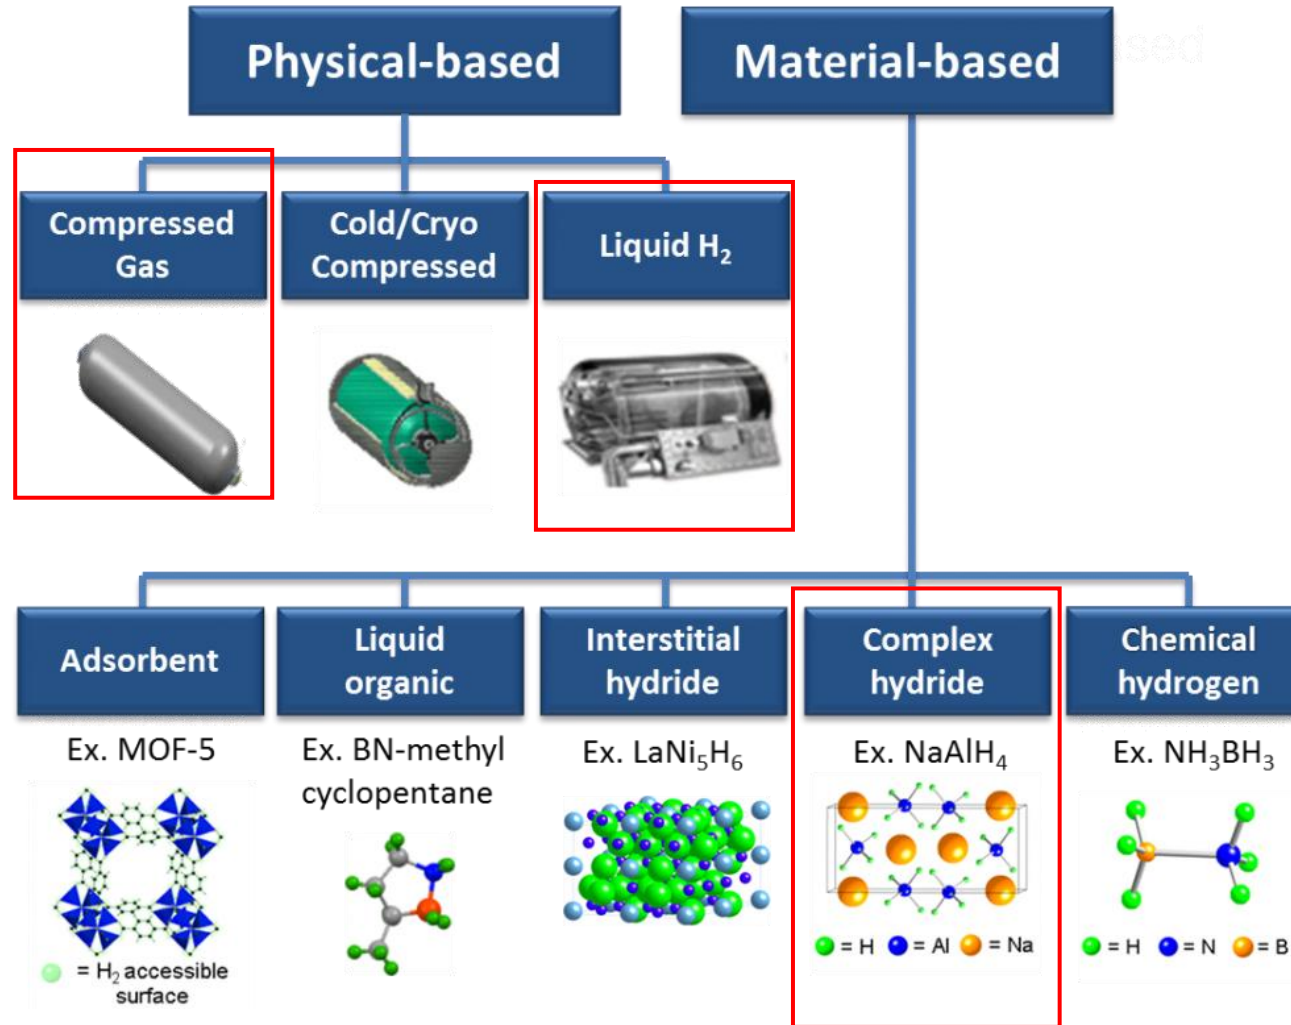 Physical-based
Material-based
Compressed
Gas
Cold/Cryo
Compressed
Liquid H₂
Adsorbent
Liquid
organic
Interstitial
hydride
Complex
hydride
Chemical
hydrogen
Ex. MOF-5
Ex. BN-methyl
cyclopentane
Ex. LaNi₅H₆
Ex. NaAlH₄
Ex. NH₃BH₃
= H₂ accessible
surface
= H = Al = Na
= H = N = B